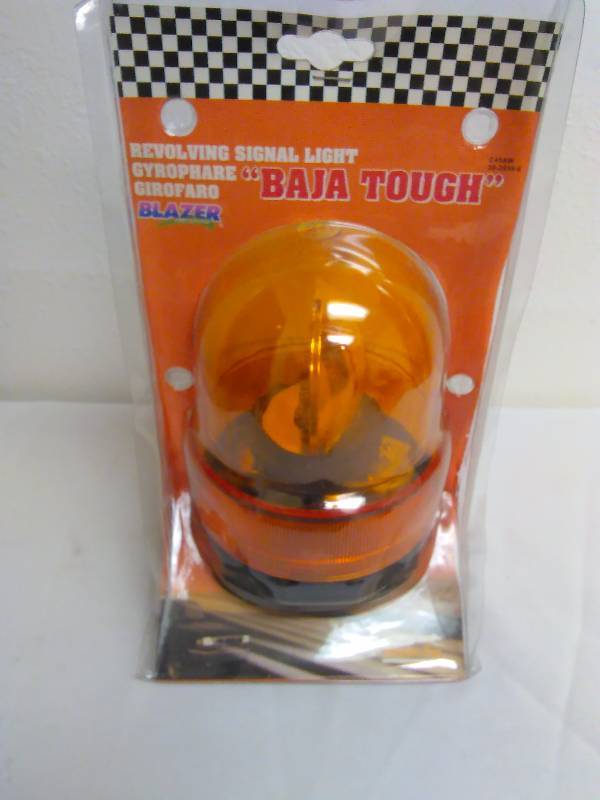 REVOLVING SIGNAL LIGHT
GYROPHARE "BAJA TOUGH"
GIROFARO
BLAZER